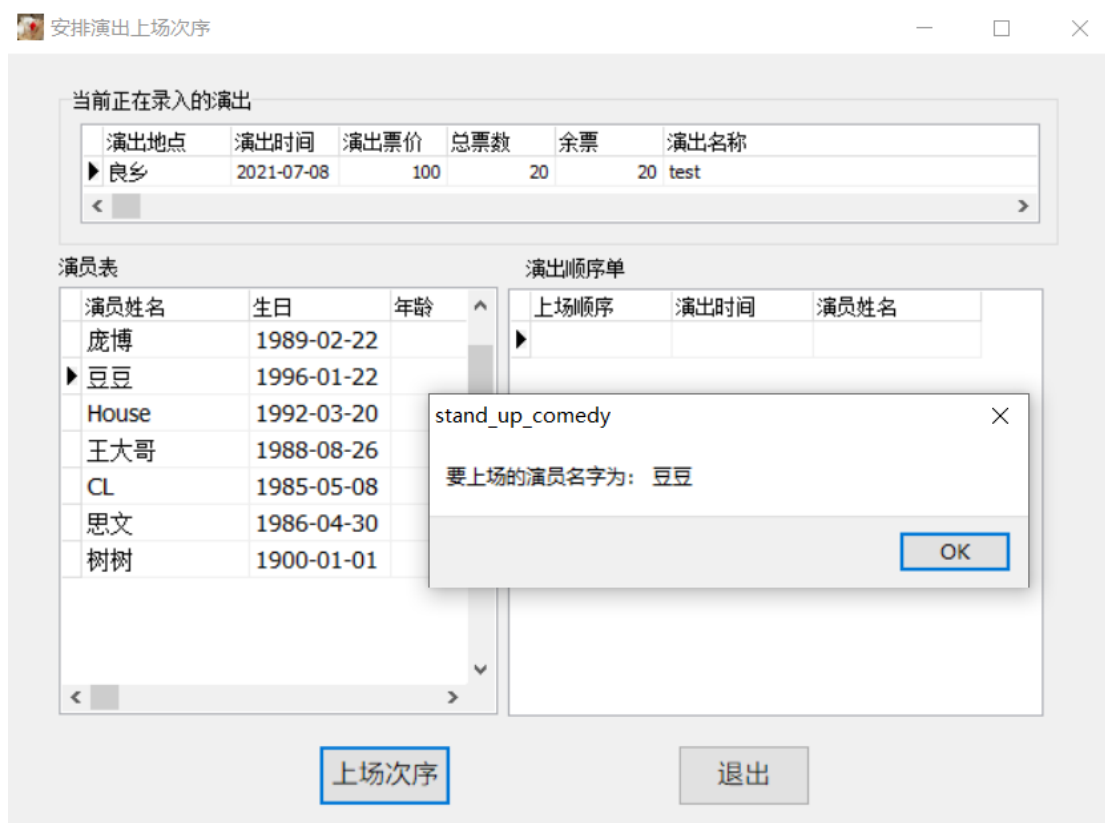 安排演出上场次序
当前正在录入的演出
演出地点 演出时间 演出票价 总票数 余票 演出名称
良乡 2021-07-08 100 20 20 test
演员表
演员姓名 生日 年龄
庞博 1989-02-22
豆豆 1996-01-22
House 1992-03-20
王大哥 1988-08-26
CL 1985-05-08
思文 1986-04-30
树树 1900-01-01
演出顺序单
上场顺序 演出时间 演员姓名
stand_up_comedy
要上场的演员名字为： 豆豆
OK
上场次序 退出